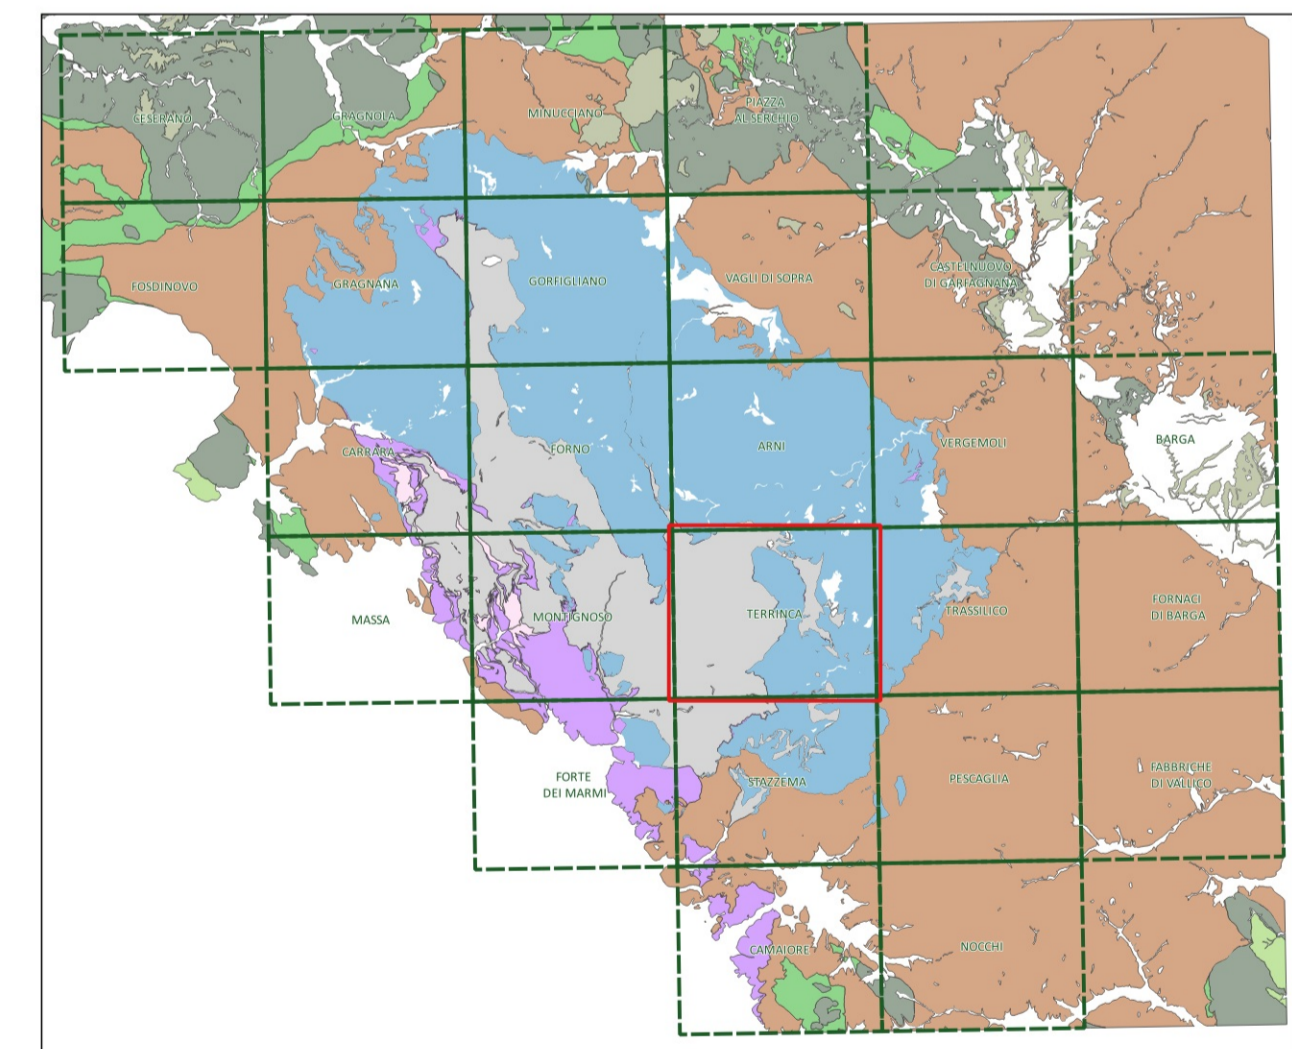 CESERANO
GRAGNOLA
MINUCCIANO
PIAZZA
AL SERCHIO
FOSDINOVO
GRAGNANA
GORFIGLIANO
VAGLI DI SOPRA
CASTELNUOVO
DI GARFAGNANA
CARRARA
FORNO
ARNI
VERGEMOLI
BARGA
MASSA
MONTIGNOSO
TERRINCA
TRASSILICO
FORNACI
DI BARGA
FORTE
DEI MARMI
STAZZEMA
PESCAGLIA
FABBRICHE
DI VALLICO
CAMAIORE
NOCCHI